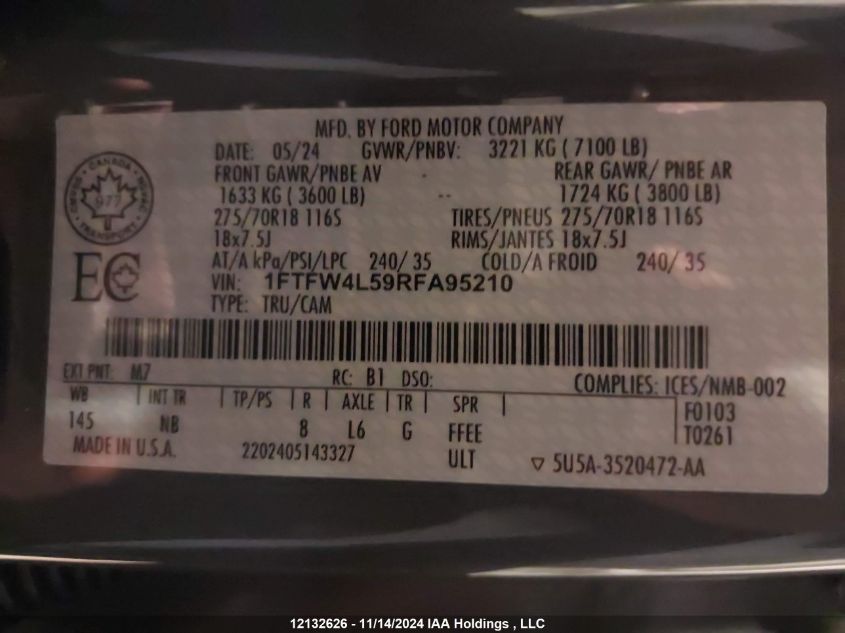 MFD. BY FORD MOTOR COMPANY
DATE: 05/24 GVWR/PNBV: 3221 KG ( 7100 LB)
FRONT GAWR/PNBE AV REAR GAWR/ PNBE AR
1633 KG ( 3600 LB) -- 1724 KG ( 3800 LB)
275/70R18 116S TIRES/PNEUS 275/70R18 116S
18x7.5J RIMS/JANTES 18x7.5J
AT/A kPa/PSI/LPC 240/ 35 COLD/A FROID 240/ 35
VIN: 1FTFW4L59RFA95210
TYPE: TRU/CAM
CANADA
977
TRANSPORT
EC
EXT PNT: M7 RC: B1 DSO: COMPLIES: ICES/NMB-002
WB | INT TR | TP/PS | R | AXLE | TR | SPR | F0103
145 NB 8 L6 G FFEE T0261
MADE IN U.S.A. 2202405143327 ULT ▽ 5U5A-3520472-AA
12132626 - 11/14/2024 IAA Holdings , LLC